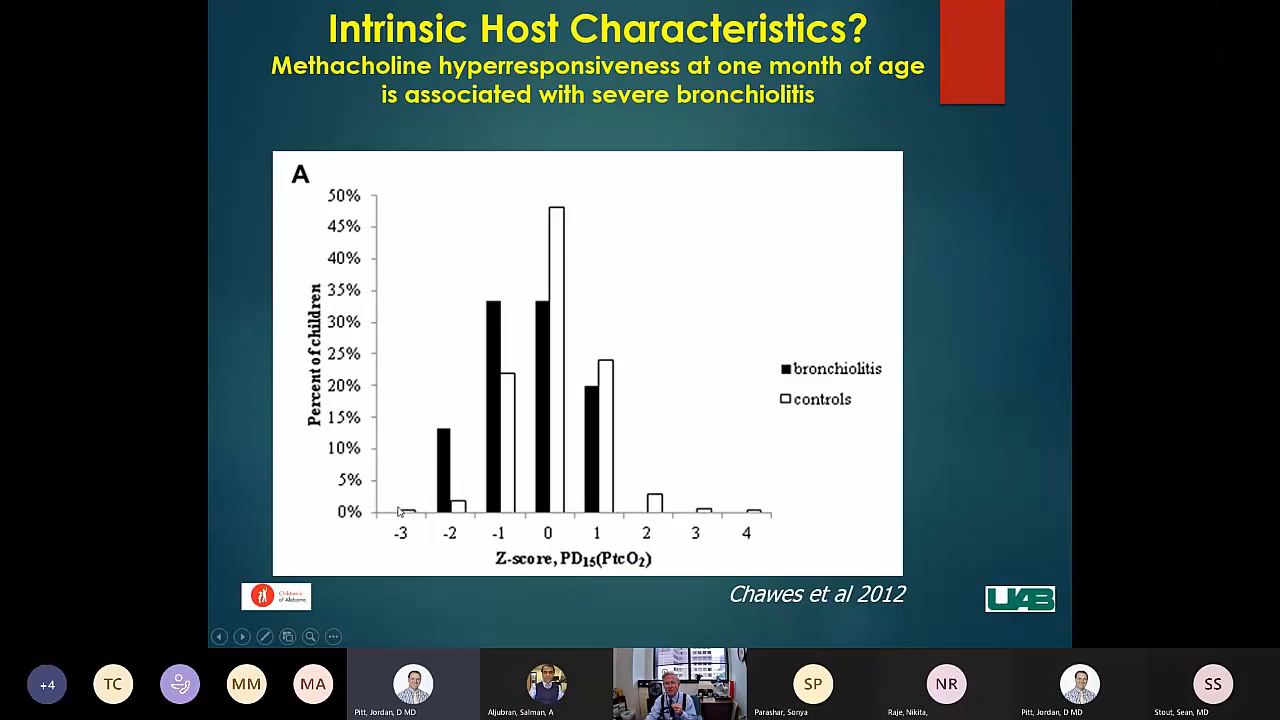 Intrinsic Host Characteristics?
Methacholine hyperresponsiveness at one month of age
is associated with severe bronchiolitis
A
50%
45%
40%
35%
30%
25%
20%
15%
10%
5%
0%
Percent of children
-3 -2 -1 0 1 2 3 4
Z-score, PD15(PtcO2)
bronchiolitis
controls
Children's
of Alabama
Chawes et al 2012
UAB
+4 TC MM MA SP NR SS
Pitt, Jordan, D MD
Aljubran, Salman, A
Parashar, Sonya
Raje, Nikita,
Pitt, Jordan, D MD
Stout, Sean, MD